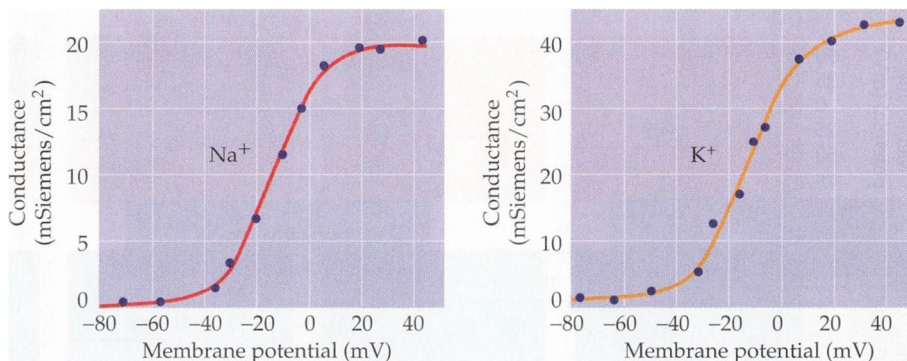 20
15
10
5
0
Conductance
(mSiemens/cm²)
Na⁺
−80 −60 −40 −20 0 20 40
Membrane potential (mV)
40
30
20
10
0
Conductance
(mSiemens/cm²)
K⁺
−80 −60 −40 −20 0 20 40
Membrane potential (mV)